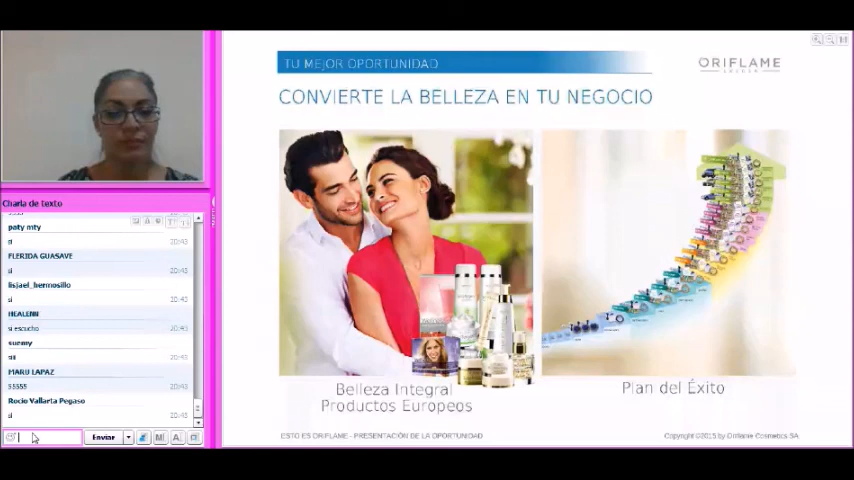 TU MEJOR OPORTUNIDAD
ORIFLAME
SWEDEN
CONVIERTE LA BELLEZA EN TU NEGOCIO
Charla de texto
paty mty
si 20:43
FLERIDA GUASAVE
si 20:43
lisjael_hermosillo
si 20:43
si escucho 20:43
suemy
siii 20:43
MARU LAPAZ
55555 20:43
Rocio Vallarta Pegaso
si 20:43
Enviar
Belleza Integral
Productos Europeos
Plan del Éxito
ESTO ES ORIFLAME - PRESENTACIÓN DE LA OPORTUNIDAD
Copyright ©2015 by Oriflame Cosmetics SA